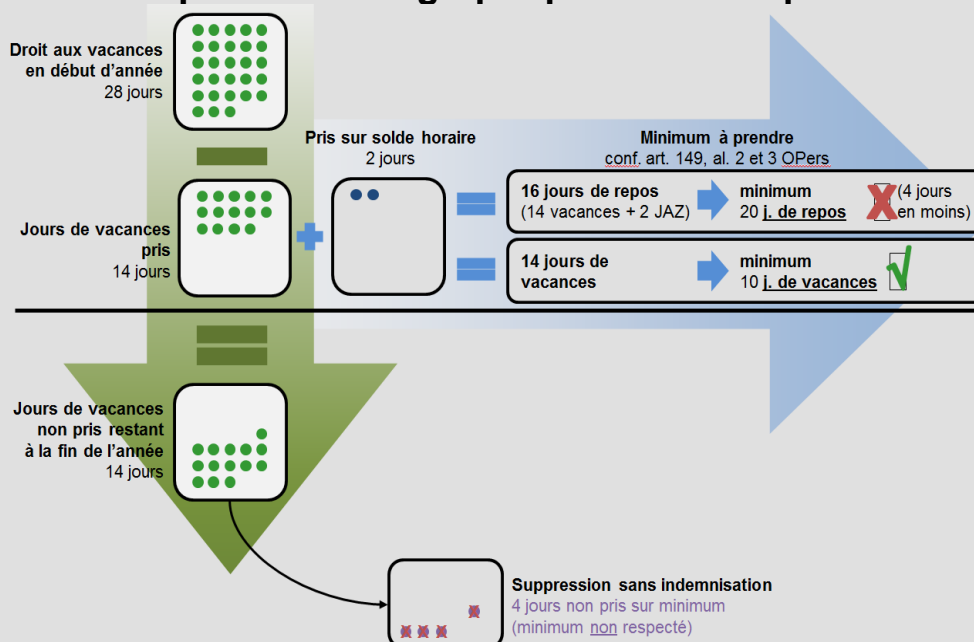 Droit aux vacances
en début d'année
28 jours
Pris sur solde horaire
2 jours
Minimum à prendre
conf. art. 149, al. 2 et 3 OPers
Jours de vacances
pris
14 jours
16 jours de repos
(14 vacances + 2 JAZ)
minimum
20 j. de repos
(4 jours
en moins)
14 jours de
vacances
minimum
10 j. de vacances
Jours de vacances
non pris restant
à la fin de l'année
14 jours
Suppression sans indemnisation
4 jours non pris sur minimum
(minimum non respecté)